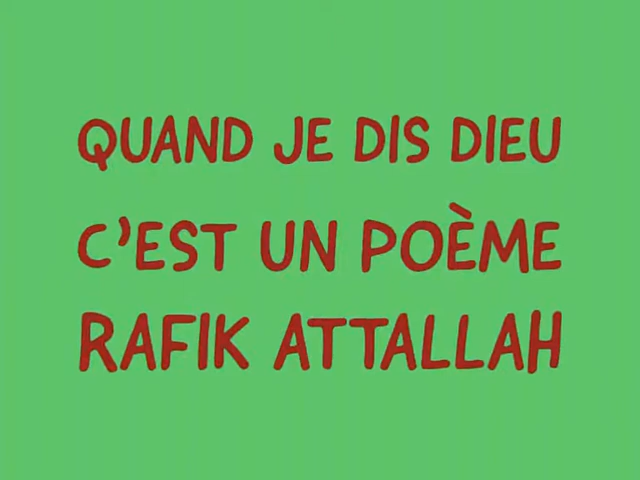 QUAND JE DIS DIEU
C'EST UN POÈME
RAFIK ATTALLAH